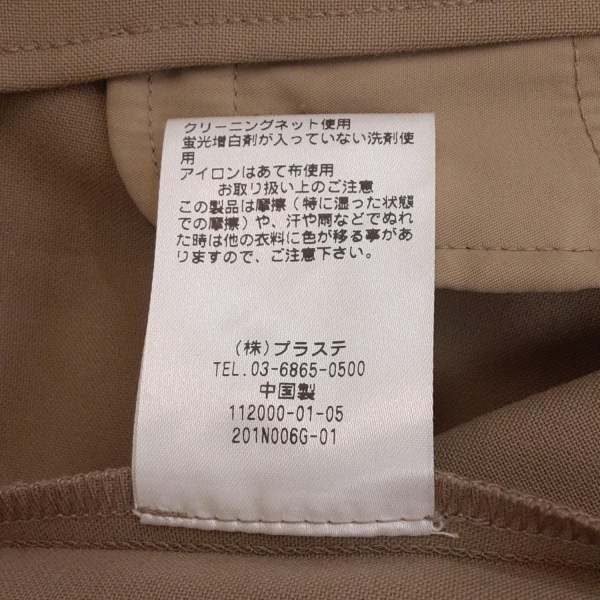 クリーニングネット使用
蛍光増白剤が入っていない洗剤使
用
アイロンはあて布使用
お取り扱い上のご注意
この製品は摩擦（特に湿った状態
での摩擦）や、汗や雨などでぬれ
た時は他の衣料に色が移る事があ
りますので、ご注意下さい。
（株）プラステ
TEL.03-6865-0500
中国製
112000-01-05
201N006G-01